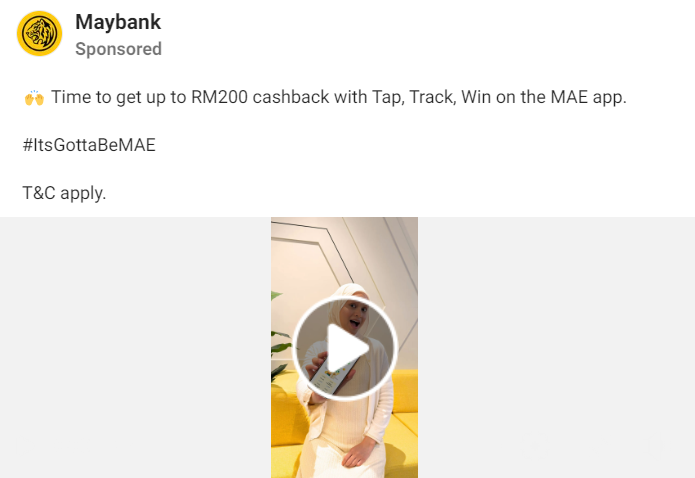 Maybank
Sponsored
🙌 Time to get up to RM200 cashback with Tap, Track, Win on the MAE app.
#ItsGottaBeMAE
T&C apply.